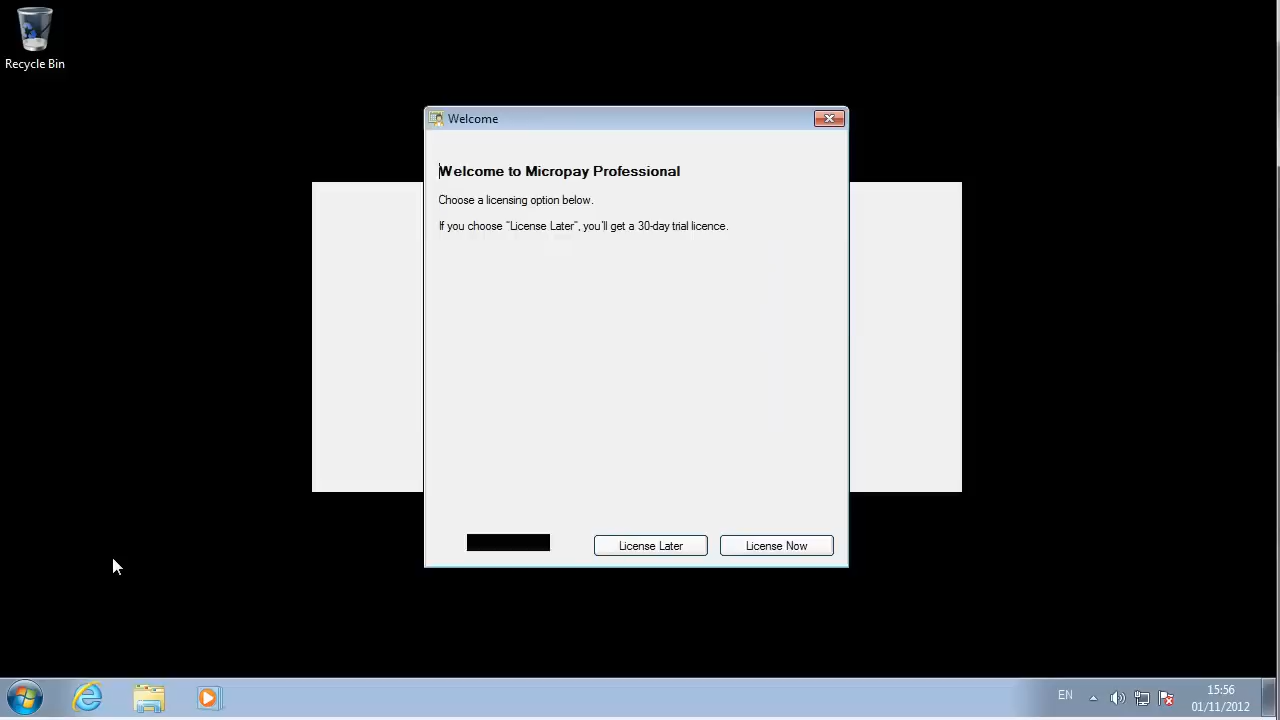 Recycle Bin
Welcome
Welcome to Micropay Professional
Choose a licensing option below.
If you choose "License Later", you'll get a 30-day trial licence.
License Later
License Now
EN
15:56
01/11/2012